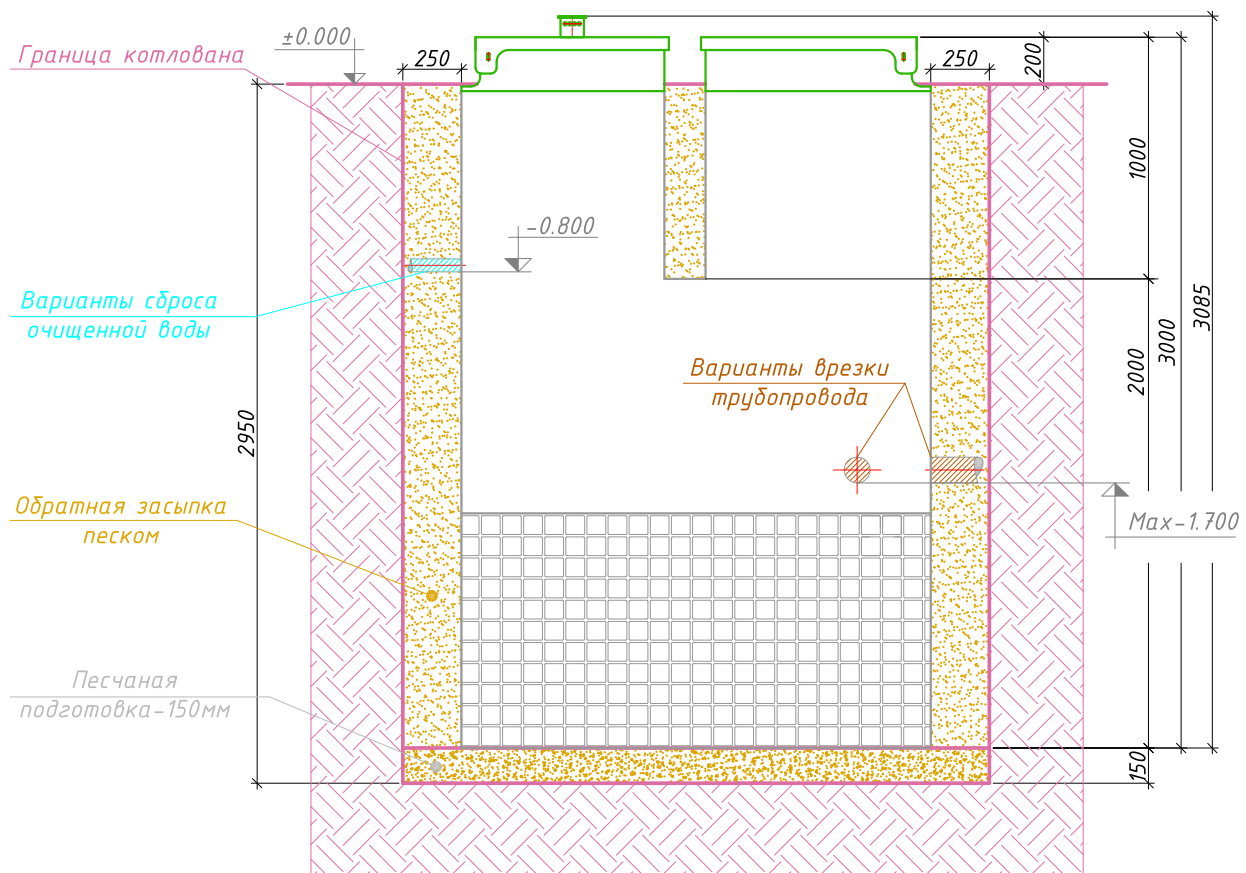 Граница котлована
±0.000
250
250
200
1000
-0.800
Варианты сброса
очищенной воды
3085
3000
2000
Варианты врезки
трубопровода
2950
Обратная засыпка
песком
Max-1.700
Песчаная
подготовка-150мм
150